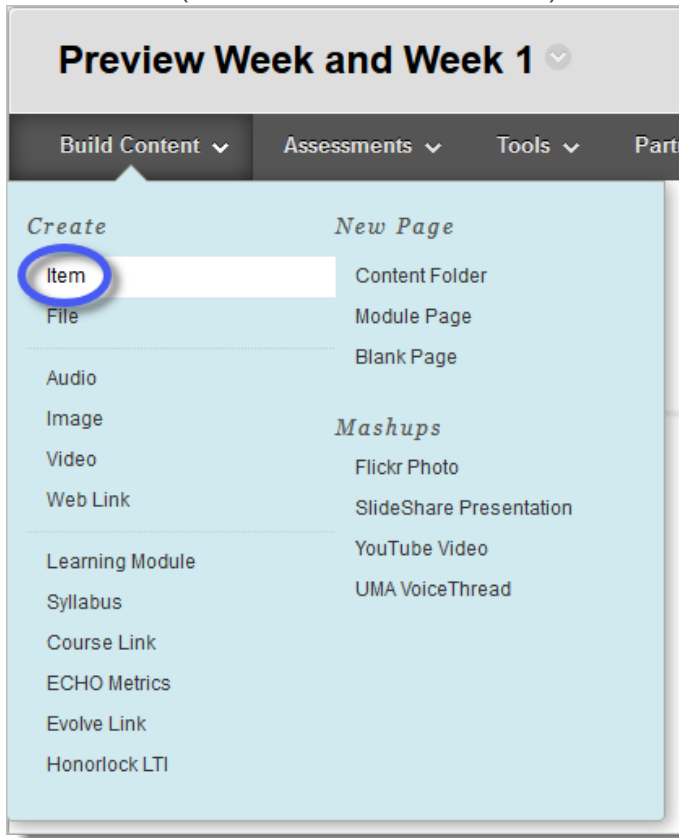 Preview Week and Week 1
Build Content
Assessments
Tools
Create
Item
File
Audio
Image
Video
Web Link
Learning Module
Syllabus
Course Link
ECHO Metrics
Evolve Link
Honorlock LTI
New Page
Content Folder
Module Page
Blank Page
Mashups
Flickr Photo
SlideShare Presentation
YouTube Video
UMA VoiceThread